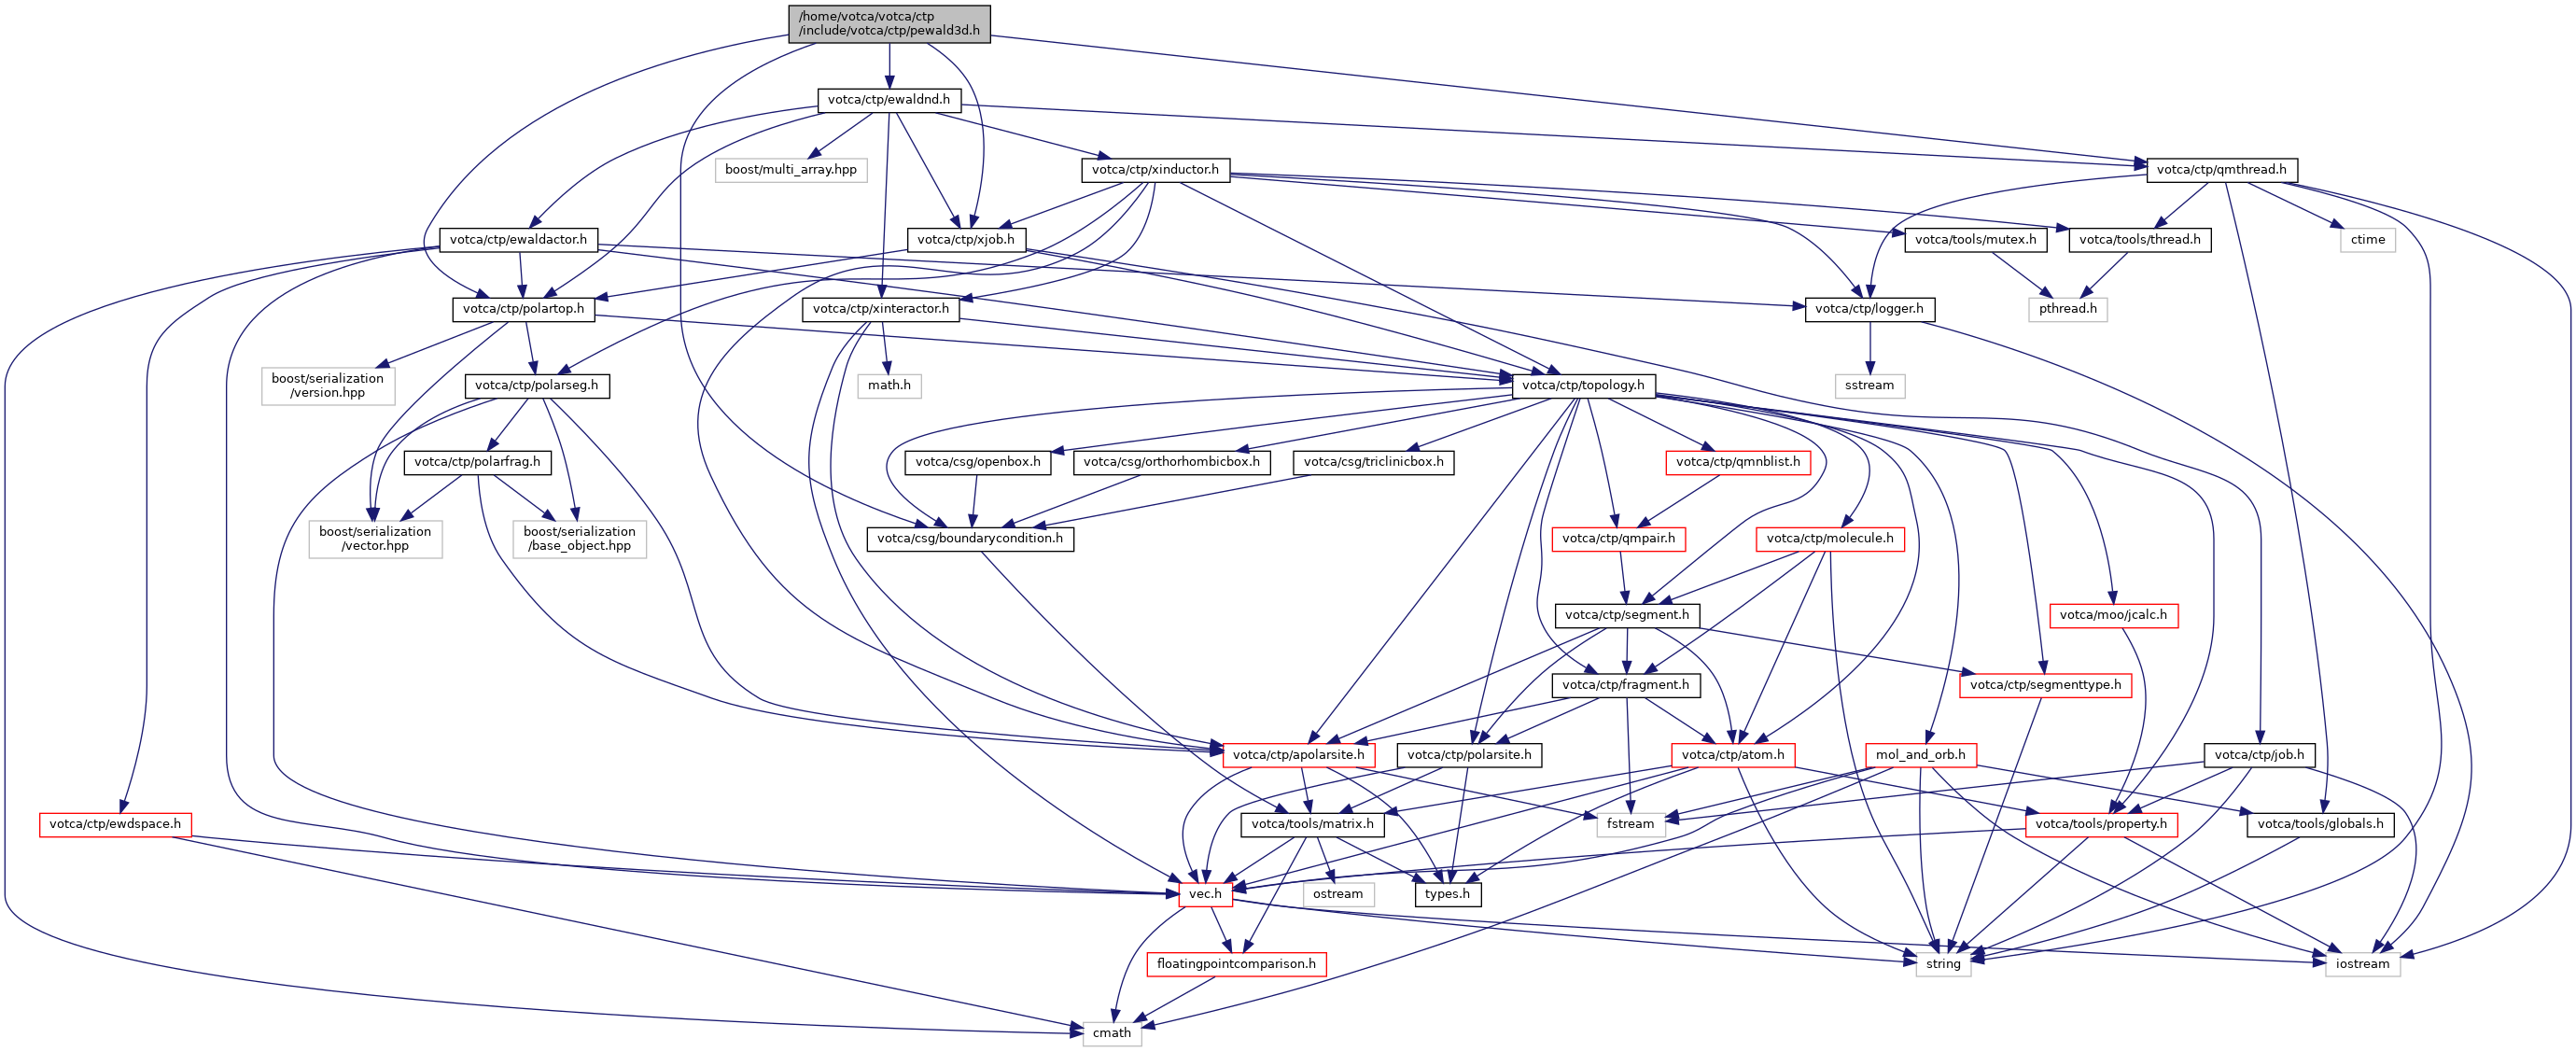 /home/votca/votca/ctp
/include/votca/ctp/pewald3d.h
votca/ctp/ewaldnd.h
boost/multi_array.hpp
votca/ctp/xinductor.h
votca/ctp/qmthread.h
votca/ctp/ewaldactor.h
votca/ctp/xjob.h
votca/tools/mutex.h
votca/tools/thread.h
ctime
votca/ctp/polartop.h
votca/ctp/xinteractor.h
votca/ctp/logger.h
pthread.h
boost/serialization
/version.hpp
votca/ctp/polarseg.h
math.h
votca/ctp/topology.h
sstream
votca/ctp/polarfrag.h
votca/csg/openbox.h
votca/csg/orthorhombicbox.h
votca/csg/triclinicbox.h
votca/ctp/qmnblist.h
boost/serialization
/vector.hpp
boost/serialization
/base_object.hpp
votca/csg/boundarycondition.h
votca/ctp/qmpair.h
votca/ctp/molecule.h
votca/ctp/segment.h
votca/moo/jcalc.h
votca/ctp/fragment.h
votca/ctp/segmenttype.h
votca/ctp/apolarsite.h
votca/ctp/polarsite.h
votca/ctp/atom.h
mol_and_orb.h
votca/ctp/job.h
votca/ctp/ewdspace.h
votca/tools/matrix.h
fstream
votca/tools/property.h
votca/tools/globals.h
vec.h
ostream
types.h
floatingpointcomparison.h
string
iostream
cmath